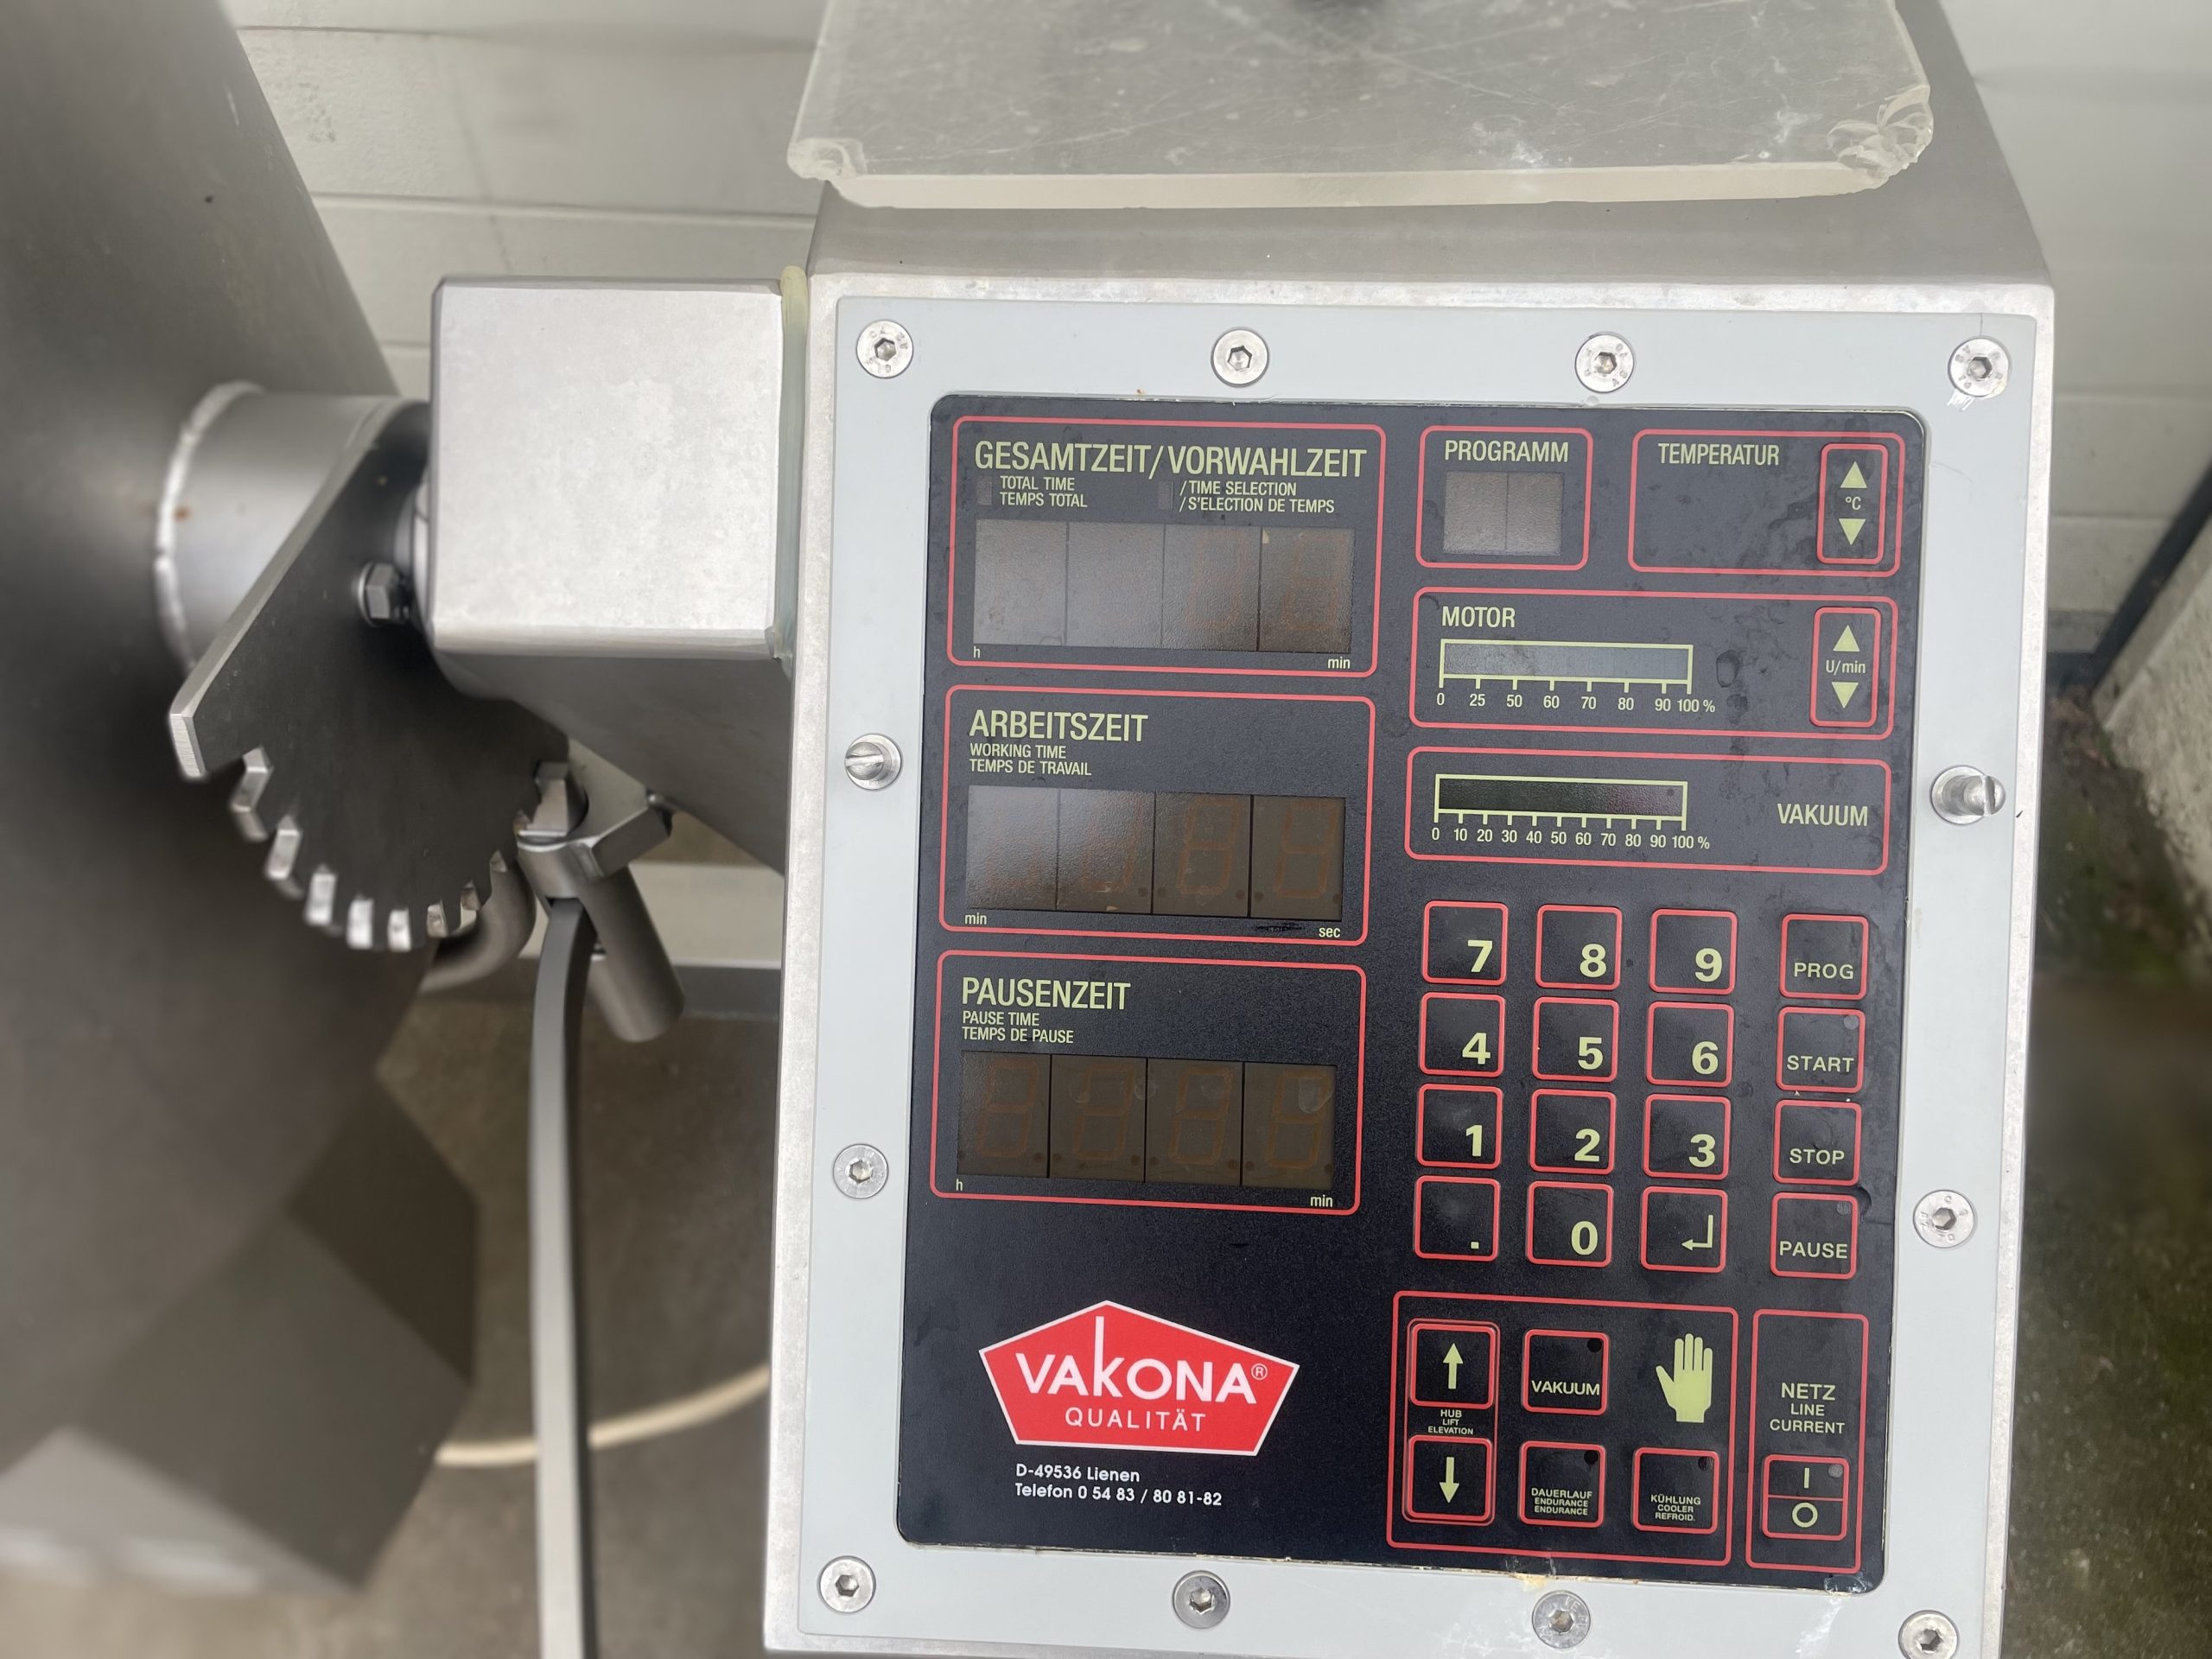 GESAMTZEIT/VORWAHLZEIT
TOTAL TIME /TIME SELECTION
TEMPS TOTAL /S'ELECTION DE TEMPS
h min
ARBEITSZEIT
WORKING TIME
TEMPS DE TRAVAIL
min sec
PAUSENZEIT
PAUSE TIME
TEMPS DE PAUSE
h min
VAKONA®
QUALITÄT
D-49536 Lienen
Telefon 0 54 83 / 80 81-82
PROGRAMM
TEMPERATUR
°C
MOTOR
U/min
0 25 50 60 70 80 90 100 %
VAKUUM
0 10 20 30 40 50 60 70 80 90 100 %
7 8 9 PROG
4 5 6 START
1 2 3 STOP
. 0 PAUSE
HUB
LIFT
ELEVATION
VAKUUM
DAUERLAUF
ENDURANCE
ENDURANCE
KÜHLUNG
COOLER
REFROID.
NETZ
LINE
CURRENT
I
O